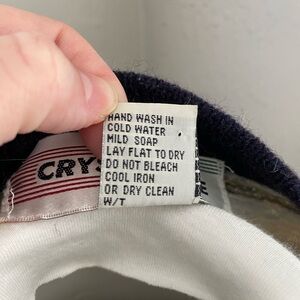 HAND WASH IN
COLD WATER
MILD SOAP
LAY FLAT TO DRY
DO NOT BLEACH
COOL IRON
OR DRY CLEAN
W/T
CRYS